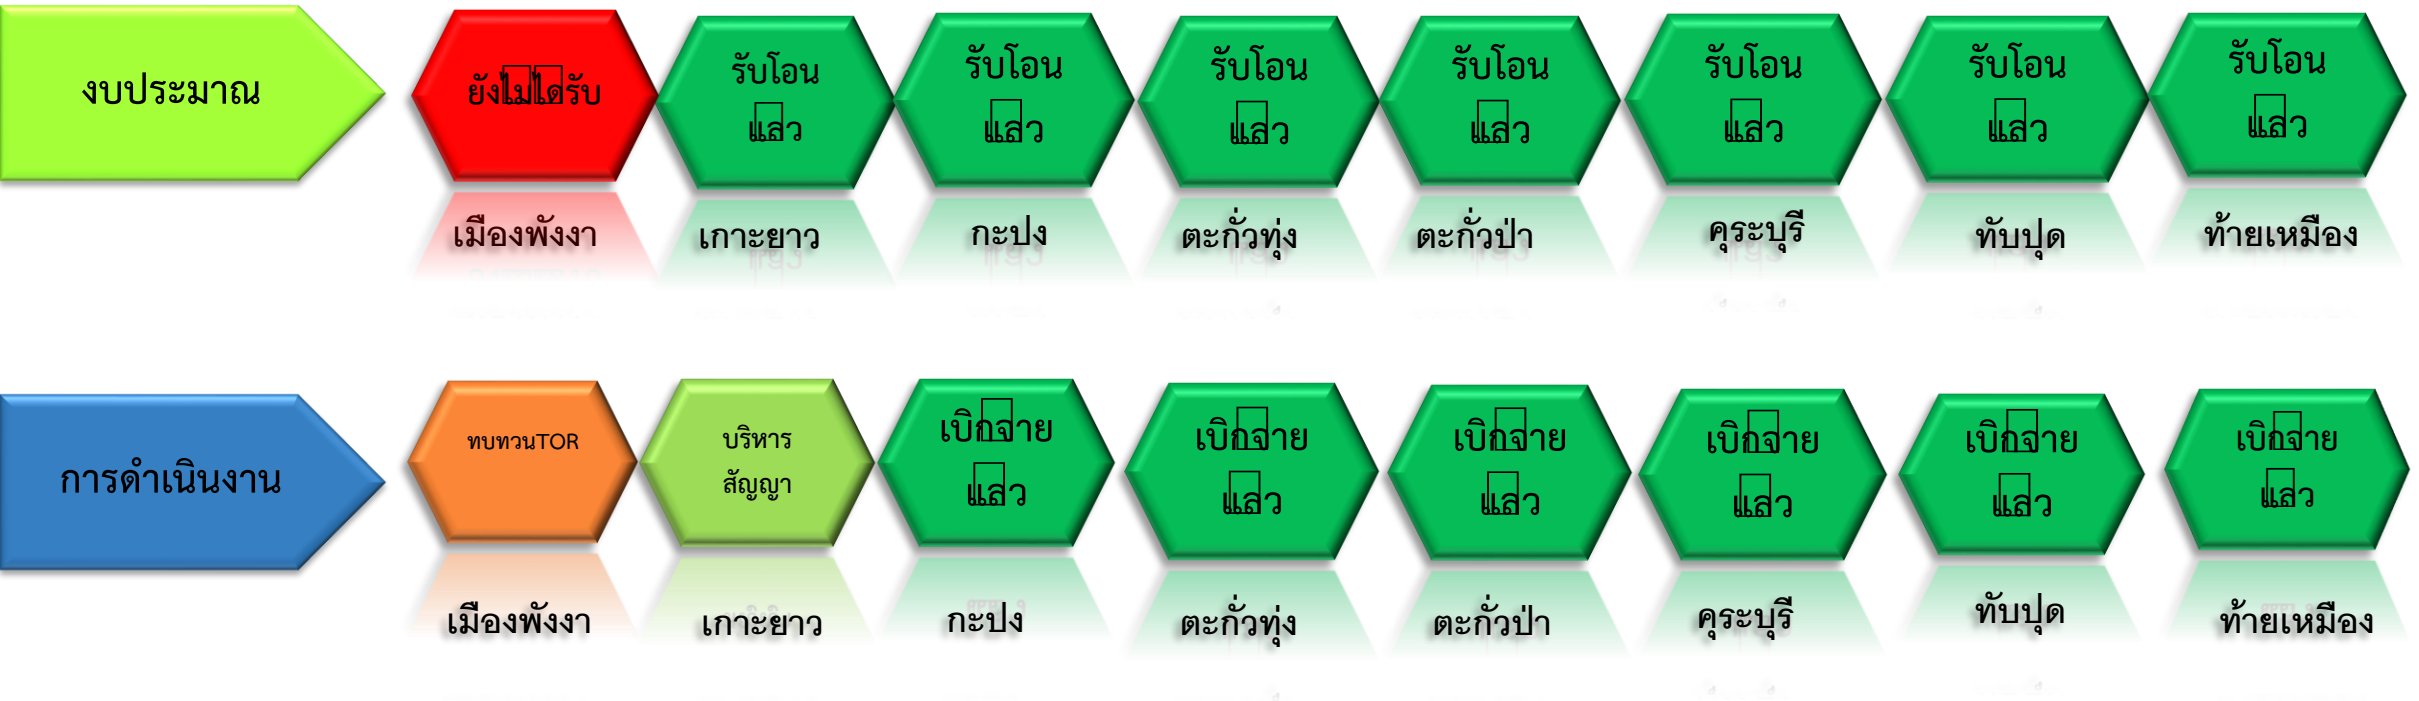 งบประมาณ
ยังไม่ได้รับ
รับโอน
แล้ว
รับโอน
แล้ว
รับโอน
แล้ว
รับโอน
แล้ว
รับโอน
แล้ว
รับโอน
แล้ว
รับโอน
แล้ว
เมืองพังงา
เกาะยาว
กะปง
ตะกั่วทุ่ง
ตะกั่วป่า
คุระบุรี
ทับปุด
ท้ายเหมือง
การดำเนินงาน
ทบทวนTOR
บริหาร
สัญญา
เบิกจ่าย
แล้ว
เบิกจ่าย
แล้ว
เบิกจ่าย
แล้ว
เบิกจ่าย
แล้ว
เบิกจ่าย
แล้ว
เบิกจ่าย
แล้ว
เมืองพังงา
เกาะยาว
กะปง
ตะกั่วทุ่ง
ตะกั่วป่า
คุระบุรี
ทับปุด
ท้ายเหมือง